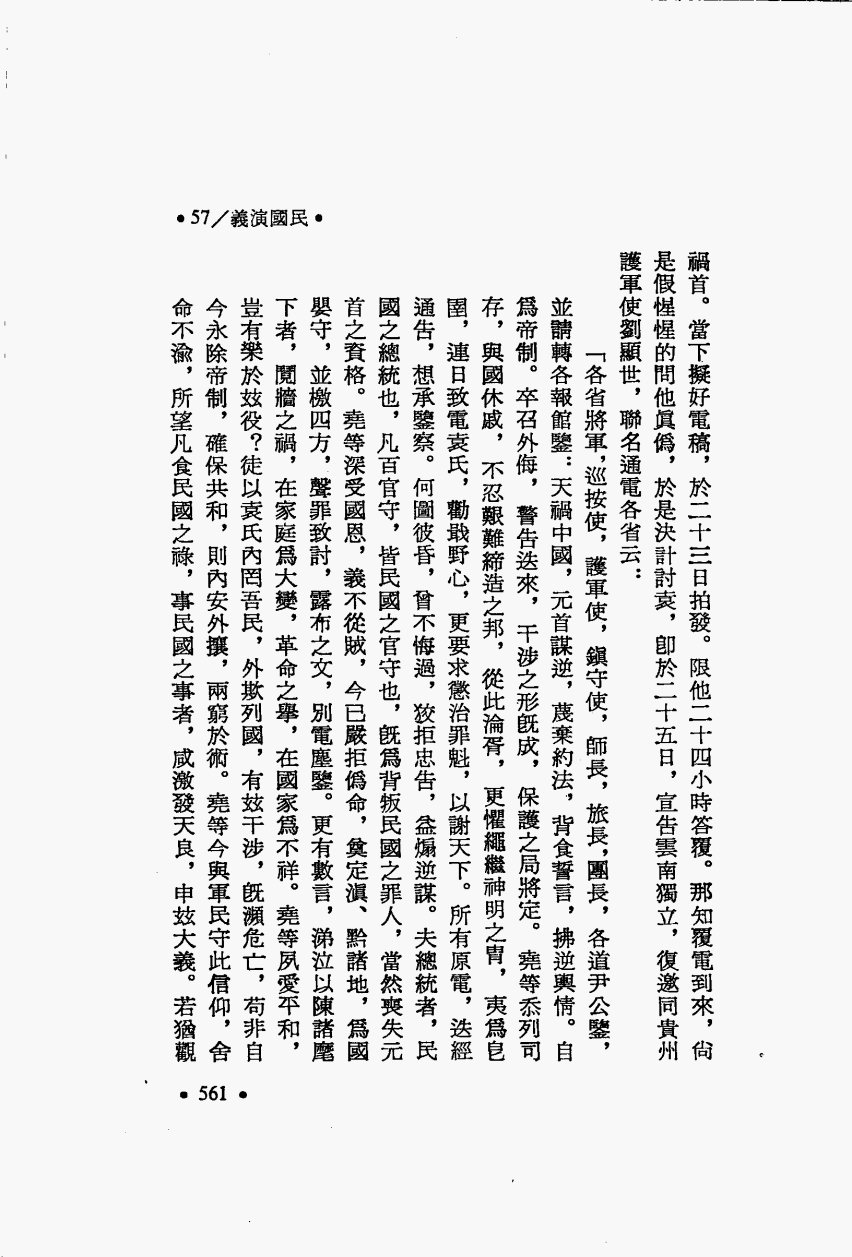 •57／義演國民•
禍首。當下擬好電稿，於二十三日拍發。限他二十四小時答覆。那知覆電到來，尙
是假惺惺的問他眞僞，於是決計討袁，卽於二十五日，宣告雲南獨立，復邀同貴州
護軍使劉顯世，聯名通電各省云：
「各省將軍，巡按使，護軍使，鎭守使，師長，旅長，團長，各道尹公鑒，
並請轉各報館鑒：天禍中國，元首謀逆，蔑棄約法，背食誓言，拂逆輿情。自
爲帝制。卒召外侮，警告迭來，干涉之形旣成，保護之局將定。堯等忝列司
存，與國休戚，不忍艱難締造之邦，從此淪胥，更懼繩繼神明之冑，夷爲皂
圉，連日致電袁氏，勸戢野心，更要求懲治罪魁，以謝天下。所有原電，迭經
通告，想承鑒察。何圖彼昏，曾不悔過，狡拒忠告，益煽逆謀。夫總統者，民
國之總統也，凡百官守，皆民國之官守也，旣爲背叛民國之罪人，當然喪失元
首之資格。堯等深受國恩，義不從賊，今已嚴拒僞命，奠定滇、黔諸地，爲國
嬰守，並檄四方，聲罪致討，露布之文，別電塵鑒。更有數言，涕泣以陳諸麾
下者，鬩牆之禍，在家庭爲大變，革命之舉，在國家爲不祥。堯等夙愛平和，
豈有樂於玆役？徒以袁氏內罔吾民，外欺列國，有玆干涉，旣瀕危亡，苟非自
今永除帝制，確保共和，則內安外攘，兩窮於術。堯等今與軍民守此信仰，舍
命不渝，所望凡食民國之祿，事民國之事者，咸激發天良，申玆大義。若猶觀
•561•